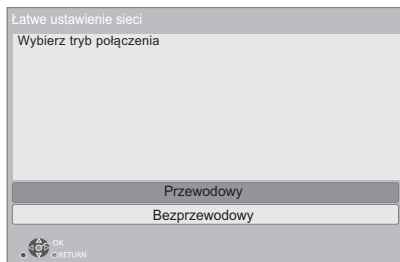 Łatwe ustawienie sieci
Wybierz tryb połączenia
Przewodowy
Bezprzewodowy
OK
RETURN